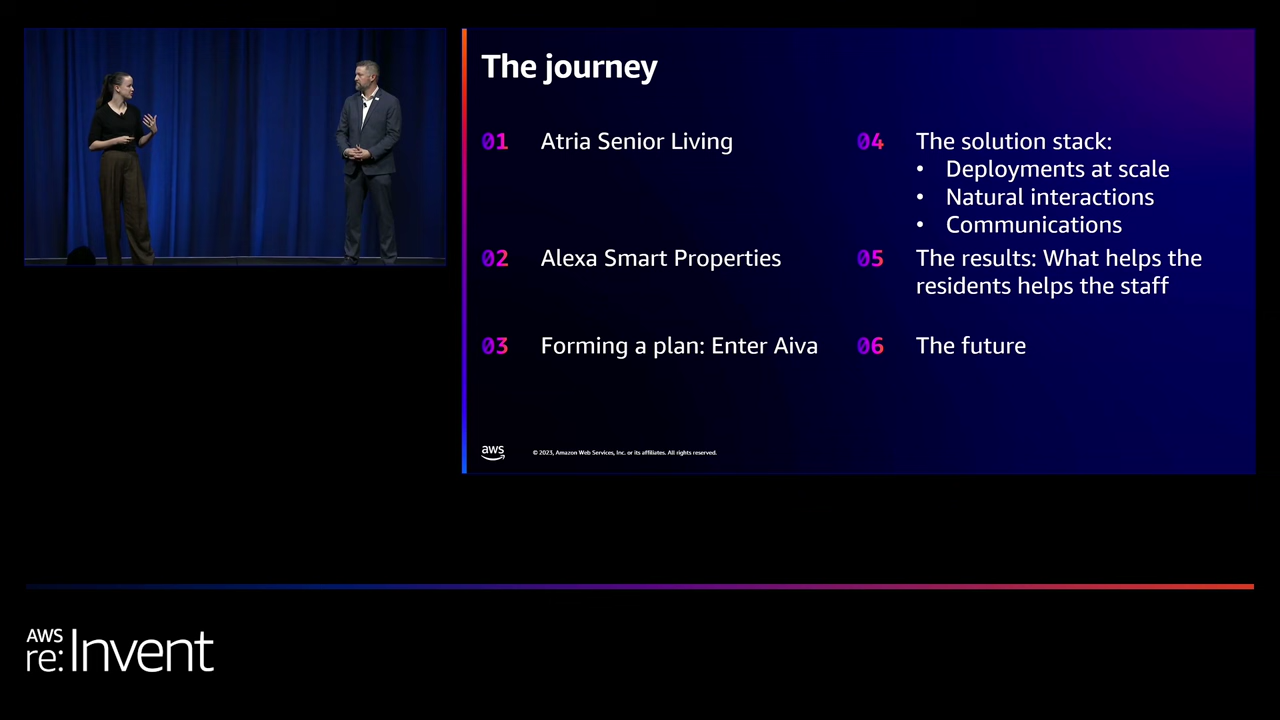 The journey
01 Atria Senior Living
02 Alexa Smart Properties
03 Forming a plan: Enter Aiva
04 The solution stack:
• Deployments at scale
• Natural interactions
• Communications
05 The results: What helps the
residents helps the staff
06 The future
aws
© 2023, Amazon Web Services, Inc. or its affiliates. All rights reserved.
AWS
re:Invent